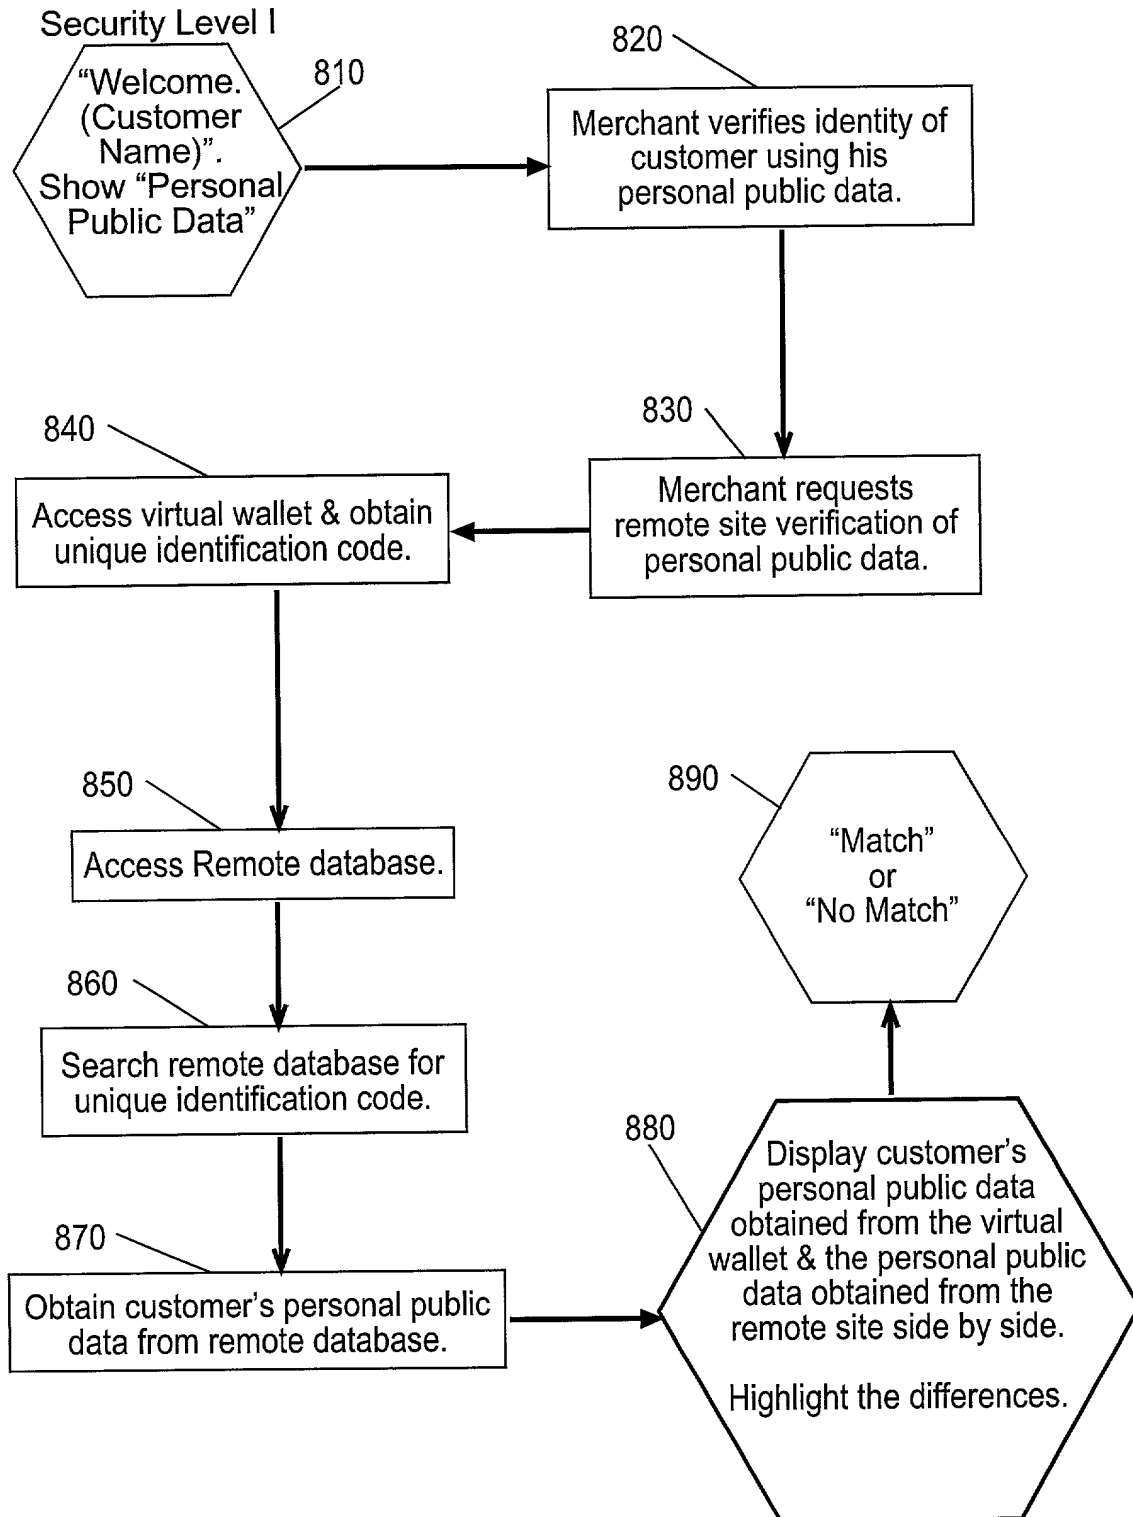 Security Level I
810
“Welcome.
(Customer
Name)”.
Show “Personal
Public Data”
820
Merchant verifies identity of
customer using his
personal public data.
830
Merchant requests
remote site verification of
personal public data.
840
Access virtual wallet & obtain
unique identification code.
850
Access Remote database.
860
Search remote database for
unique identification code.
870
Obtain customer’s personal public
data from remote database.
880
Display customer’s
personal public data
obtained from the virtual
wallet & the personal public
data obtained from the
remote site side by side.
Highlight the differences.
890
“Match”
or
“No Match”